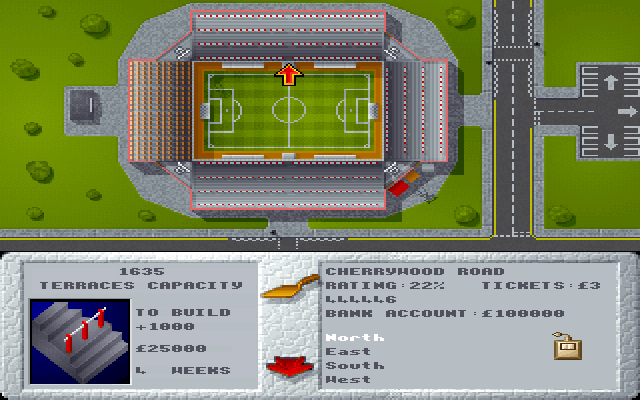 1635
TERRACES CAPACITY
TO BUILD
+1000
£25000
4 WEEKS
CHERRYWOOD ROAD
RATING:22% TICKETS:£3
444446
BANK ACCOUNT:£100000
North
East
South
West